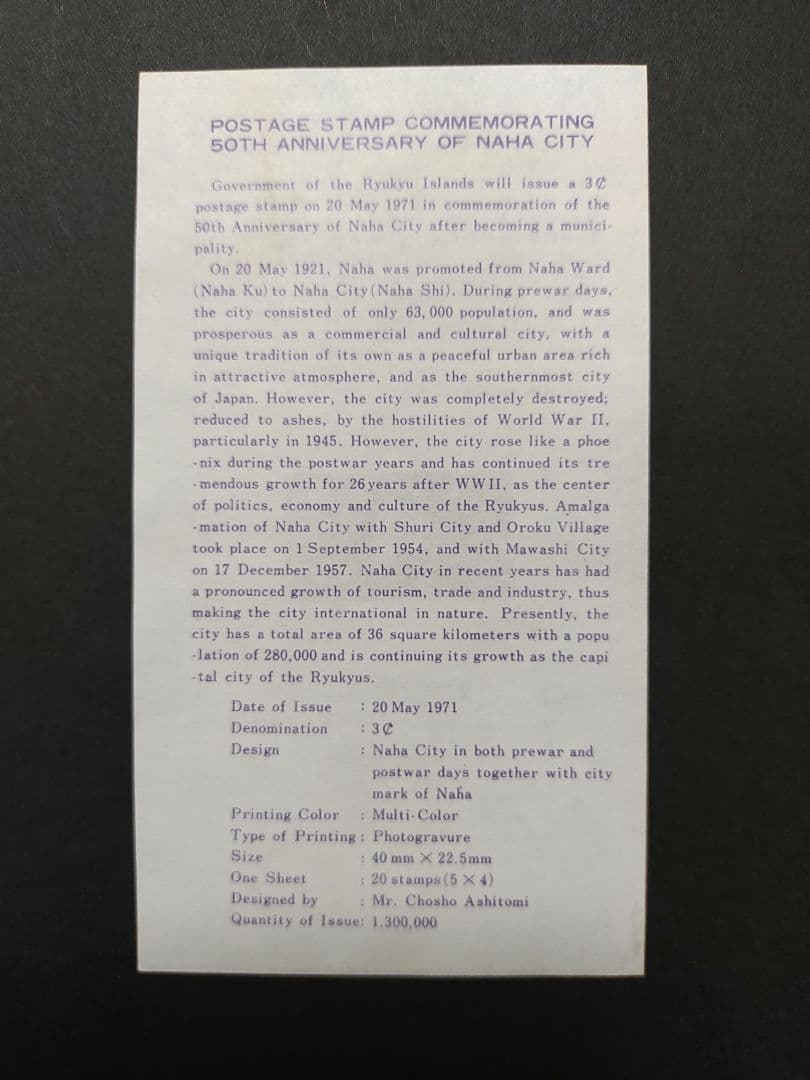 POSTAGE STAMP COMMEMORATING
50TH ANNIVERSARY OF NAHA CITY
Government of the Ryukyu Islands will issue a 3₵
postage stamp on 20 May 1971 in commemoration of the
50th Anniversary of Naha City after becoming a munici-
pality.
On 20 May 1921, Naha was promoted from Naha Ward
(Naha Ku) to Naha City (Naha Shi). During prewar days,
the city consisted of only 63,000 population, and was
prosperous as a commercial and cultural city, with a
unique tradition of its own as a peaceful urban area rich
in attractive atmosphere, and as the southernmost city
of Japan. However, the city was completely destroyed;
reduced to ashes, by the hostilities of World War II,
particularly in 1945. However, the city rose like a phoe
-nix during the postwar years and has continued its tre
-mendous growth for 26 years after WWII, as the center
of politics, economy and culture of the Ryukyus. Amalga
-mation of Naha City with Shuri City and Oroku Village
took place on 1 September 1954, and with Mawashi City
on 17 December 1957. Naha City in recent years has had
a pronounced growth of tourism, trade and industry, thus
making the city international in nature. Presently, the
city has a total area of 36 square kilometers with a popu
-lation of 280,000 and is continuing its growth as the capi
-tal city of the Ryukyus.
Date of Issue : 20 May 1971
Denomination : 3₵
Design : Naha City in both prewar and
postwar days together with city
mark of Naha
Printing Color : Multi-Color
Type of Printing : Photogravure
Size : 40 mm × 22.5mm
One Sheet : 20 stamps (5 × 4)
Designed by : Mr. Chosho Ashitomi
Quantity of Issue: 1,300,000